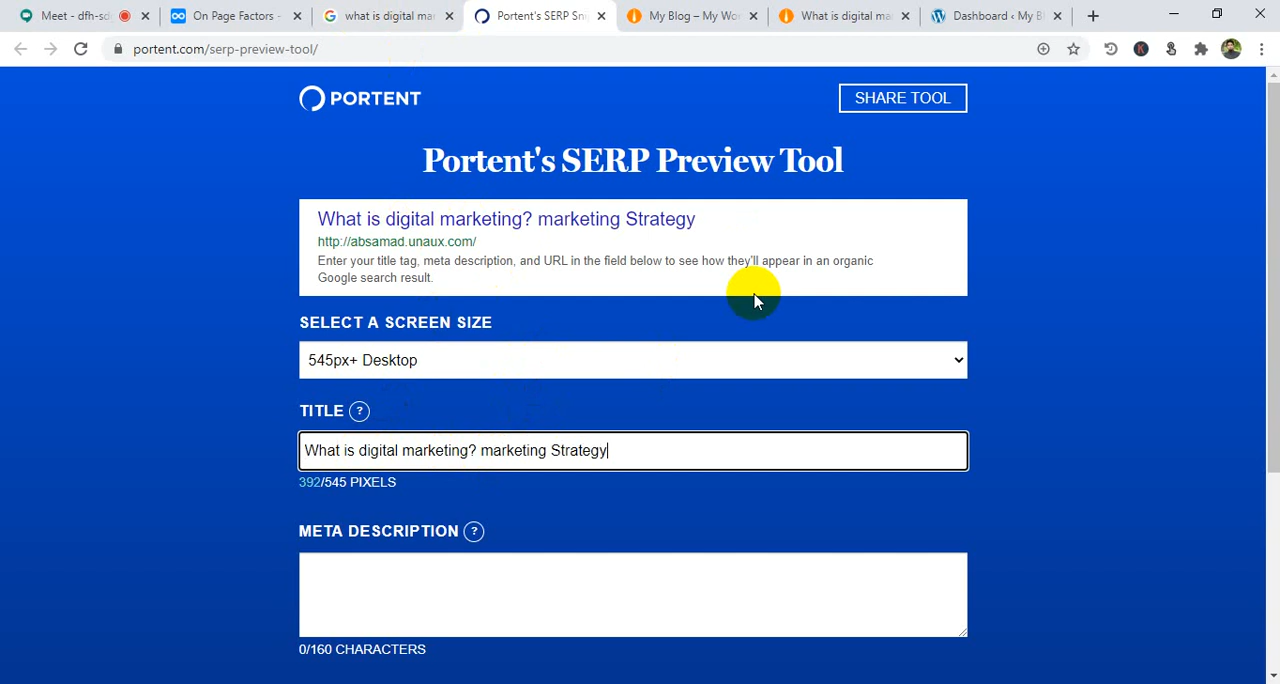 Meet - dfh-sd
On Page Factors -
what is digital mar
Portent's SERP Sn
My Blog – My Wo
What is digital ma
Dashboard ‹ My B
portent.com/serp-preview-tool/
PORTENT
SHARE TOOL
Portent's SERP Preview Tool
What is digital marketing? marketing Strategy
http://absamad.unaux.com/
Enter your title tag, meta description, and URL in the field below to see how they'll appear in an organic
Google search result.
SELECT A SCREEN SIZE
545px+ Desktop
TITLE ?
What is digital marketing? marketing Strategy
392/545 PIXELS
META DESCRIPTION ?
0/160 CHARACTERS